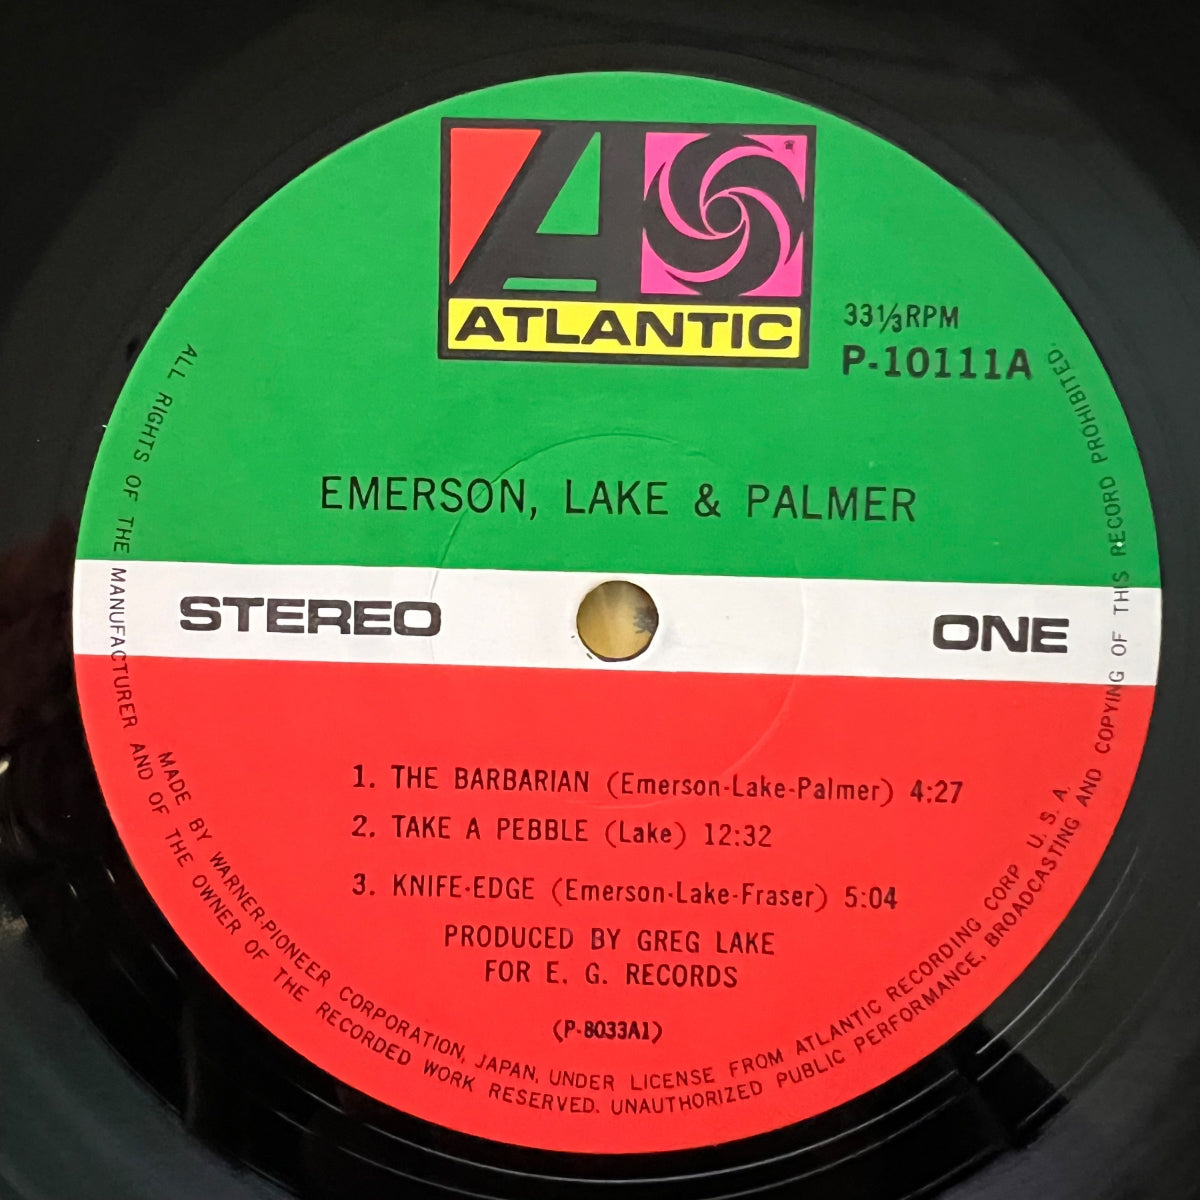 ATLANTIC
33⅓RPM
P-10111A
EMERSON, LAKE & PALMER
STEREO
ONE
1. THE BARBARIAN (Emerson-Lake-Palmer) 4:27
2. TAKE A PEBBLE (Lake) 12:32
3. KNIFE-EDGE (Emerson-Lake-Fraser) 5:04
PRODUCED BY GREG LAKE
FOR E. G. RECORDS
(P-8033A1)
MADE BY WARNER-PIONEER CORPORATION, JAPAN, UNDER LICENSE FROM ATLANTIC RECORDING CORP. U. S. A.
ALL RIGHTS OF THE MANUFACTURER AND OF THE OWNER OF THE RECORDED WORK RESERVED. UNAUTHORIZED PUBLIC PERFORMANCE, BROADCASTING AND COPYING OF THIS RECORD PROHIBITED.